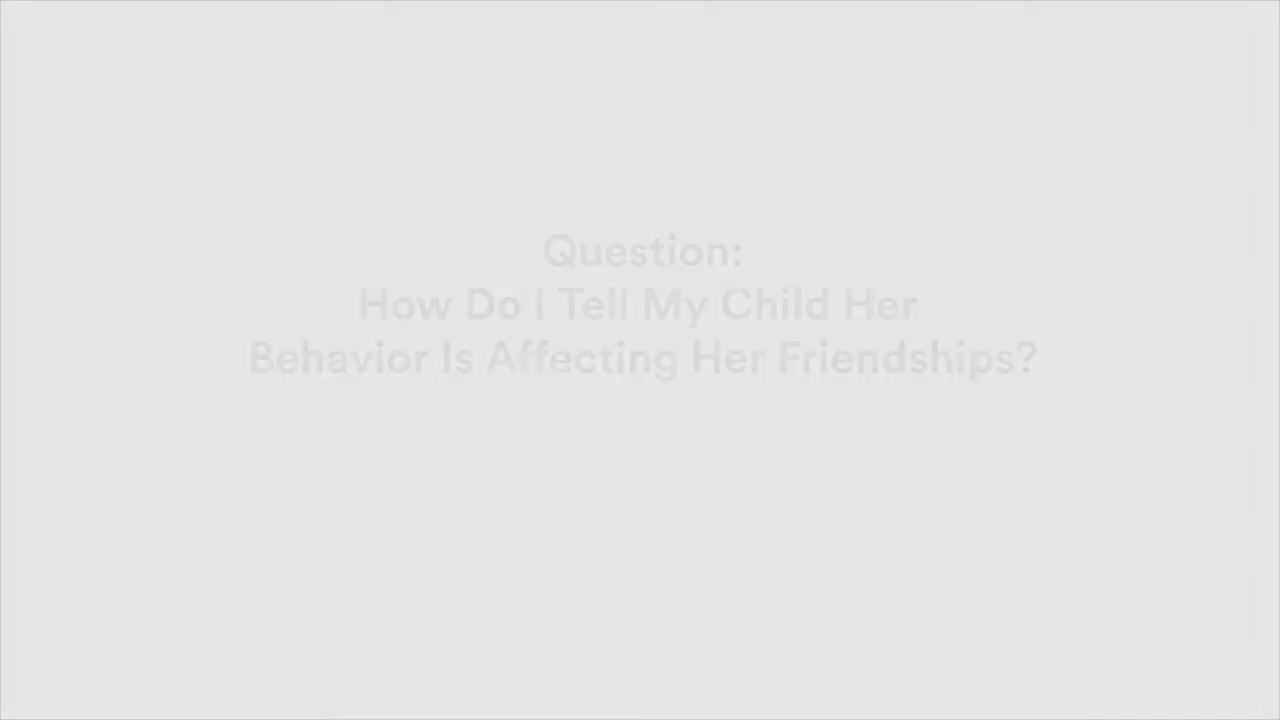 Question:
How Do I Tell My Child Her
Behavior Is Affecting Her Friendships?